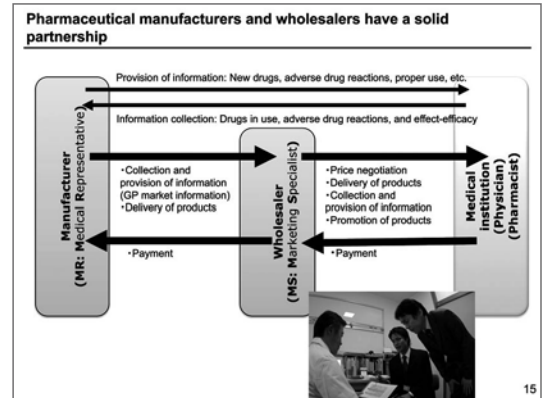 Pharmaceutical manufacturers and wholesalers have a solid
partnership
Provision of information: New drugs, adverse drug reactions, proper use, etc.
Information collection: Drugs in use, adverse drug reactions, and effect-efficacy
Manufacturer
(MR: Medical Representative)
•Collection and
provision of information
(GP market information)
•Delivery of products
•Payment
Wholesaler
(MS: Marketing Specialist)
•Price negotiation
•Delivery of products
•Collection and
provision of information
•Promotion of products
•Payment
Medical
institution
(Physician)
(Pharmacist)
15